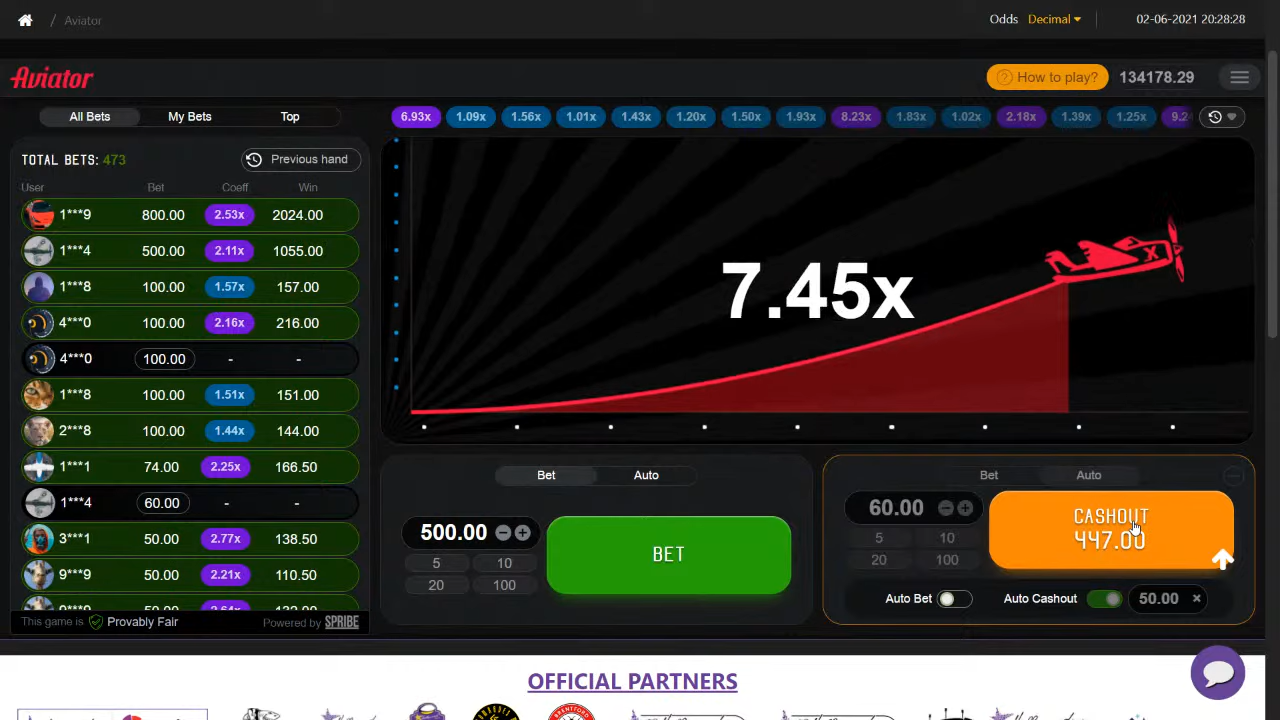 / Aviator
Odds Decimal 02-06-2021 20:28:28
Aviator
? How to play? 134178.29
All Bets My Bets Top
6.93x 1.09x 1.56x 1.01x 1.43x 1.20x 1.50x 1.93x 8.23x 1.83x 1.02x 2.18x 1.39x 1.25x
TOTAL BETS: 473 Previous hand
User Bet Coeff. Win
1***9 800.00 2.53x 2024.00
1***4 500.00 2.11x 1055.00
1***8 100.00 1.57x 157.00
4***0 100.00 2.16x 216.00
4***0 100.00 - -
1***8 100.00 1.51x 151.00
2***8 100.00 1.44x 144.00
1***1 74.00 2.25x 166.50
1***4 60.00 - -
3***1 50.00 2.77x 138.50
9***9 50.00 2.21x 110.50
This game is Provably Fair Powered by SPRIBE
7.45x
X
Bet Auto
500.00
5 10
20 100
BET
Bet Auto
60.00
5 10
20 100
CASHOUT
447.00
Auto Bet Auto Cashout 50.00 ×
OFFICIAL PARTNERS